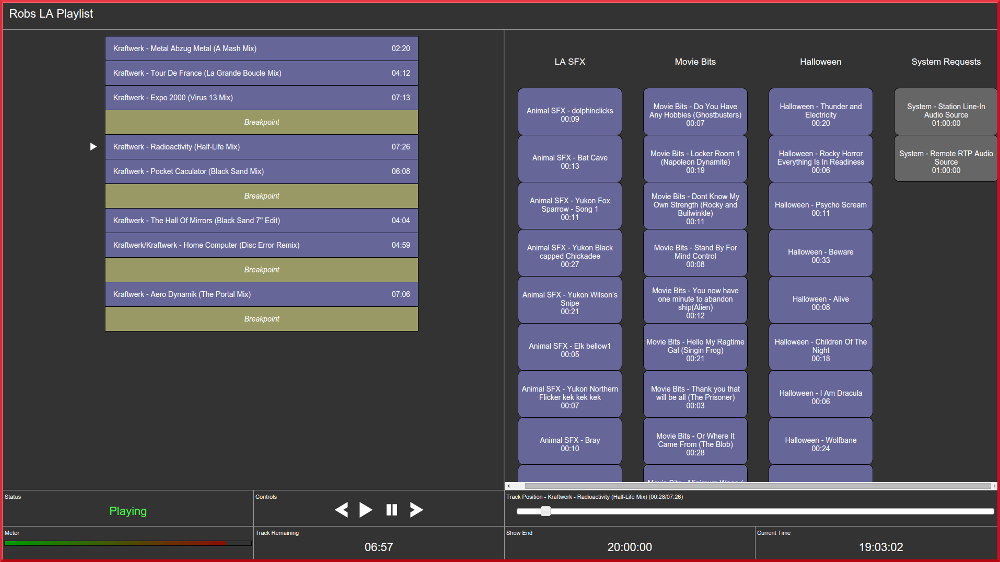 Robs LA Playlist
Kraftwerk - Metal Abzug Metal (A Mash Mix) 02:20
Kraftwerk - Tour De France (La Grande Boucle Mix) 04:12
Kraftwerk - Expo 2000 (Virus 13 Mix) 07:13
Breakpoint
Kraftwerk - Radioactivity (Half-Life Mix) 07:26
Kraftwerk - Pocket Caculator (Black Sand Mix) 06:08
Breakpoint
Kraftwerk - The Hall Of Mirrors (Black Sand 7" Edit) 04:04
Kraftwerk/Kraftwerk - Home Computer (Disc Error Remix) 04:59
Breakpoint
Kraftwerk - Aero Dynamik (The Portal Mix) 07:06
Breakpoint
LA SFX
Animal SFX - dolphinclicks
00:09
Animal SFX - Bat Cave
00:13
Animal SFX - Yukon Fox
Sparrow - Song 1
00:11
Animal SFX - Yukon Black
capped Chickadee
00:27
Animal SFX - Yukon Wilson's
Snipe
00:21
Animal SFX - Elk bellow1
00:05
Animal SFX - Yukon Northern
Flicker kek kek kek
00:07
Animal SFX - Bray
00:10
Movie Bits
Movie Bits - Do You Have
Any Hobbies (Ghostbusters)
00:07
Movie Bits - Locker Room 1
(Napoleon Dynamite)
00:19
Movie Bits - Dont Know My
Own Strength (Rocky and
Bullwinkle)
00:11
Movie Bits - Stand By For
Mind Control
00:08
Movie Bits - You now have
one minute to abandon
ship(Alien)
00:12
Movie Bits - Hello My Ragtime
Gal (Singin Frog)
00:21
Movie Bits - Thank you that
will be all (The Prisoner)
00:03
Movie Bits - Or Where It
Came From (The Blob)
00:28
Halloween
Halloween - Thunder and
Electricity
00:20
Halloween - Rocky Horror
Everything Is In Readiness
00:06
Halloween - Psycho Scream
00:11
Halloween - Beware
00:33
Halloween - Alive
00:08
Halloween - Children Of The
Night
00:18
Halloween - I Am Dracula
00:06
Halloween - Wolfbane
00:24
System Requests
System - Station Line-In
Audio Source
01:00:00
System - Remote RTP Audio
Source
01:00:00
Status
Playing
Controls
Track Position - Kraftwerk - Radioactivity (Half-Life Mix) (00:28/07:26)
Meter
Track Remaining
06:57
Show End
20:00:00
Current Time
19:03:02